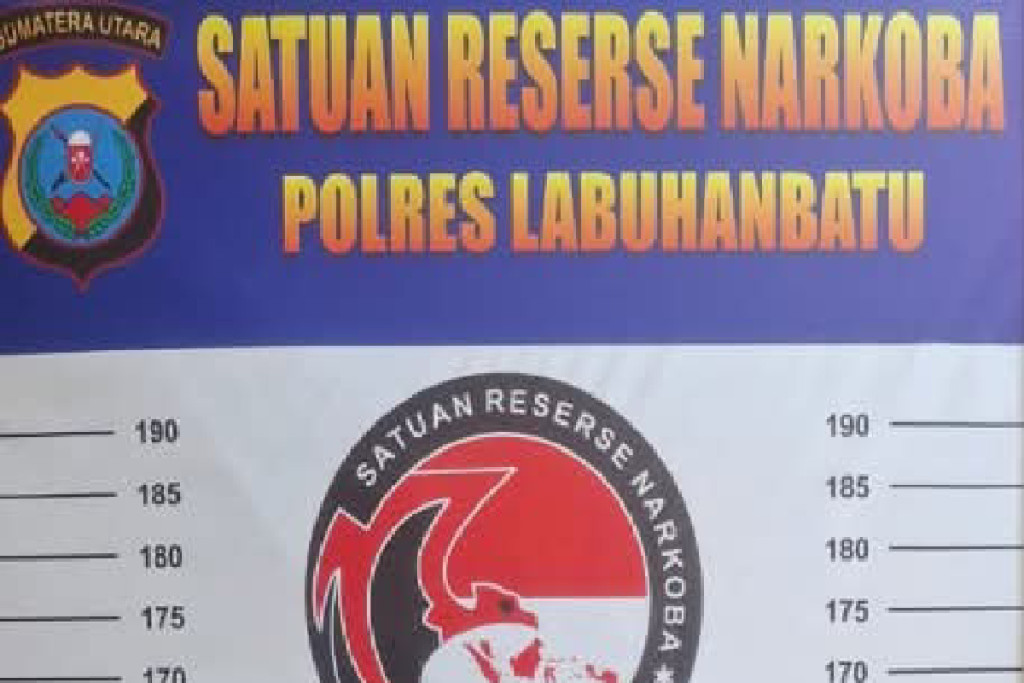 SUMATERA UTARA
SATUAN RESERSE NARKOBA
POLRES LABUHANBATU
SATUAN RESERSE NARKOBA *
190
185
180
175
170
190
185
180
175
170